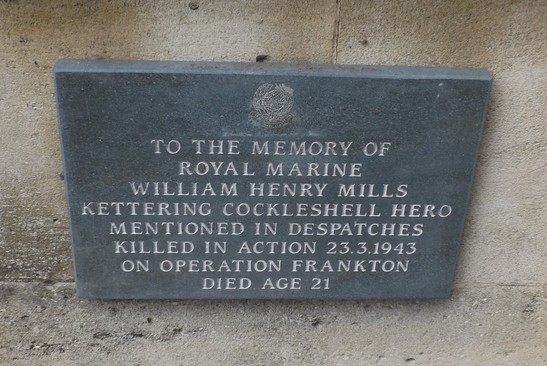 TO THE MEMORY OF
ROYAL MARINE
WILLIAM HENRY MILLS
KETTERING COCKLESHELL HERO
MENTIONED IN DESPATCHES
KILLED IN ACTION 23.3.1943
ON OPERATION FRANKTON
DIED AGE 21